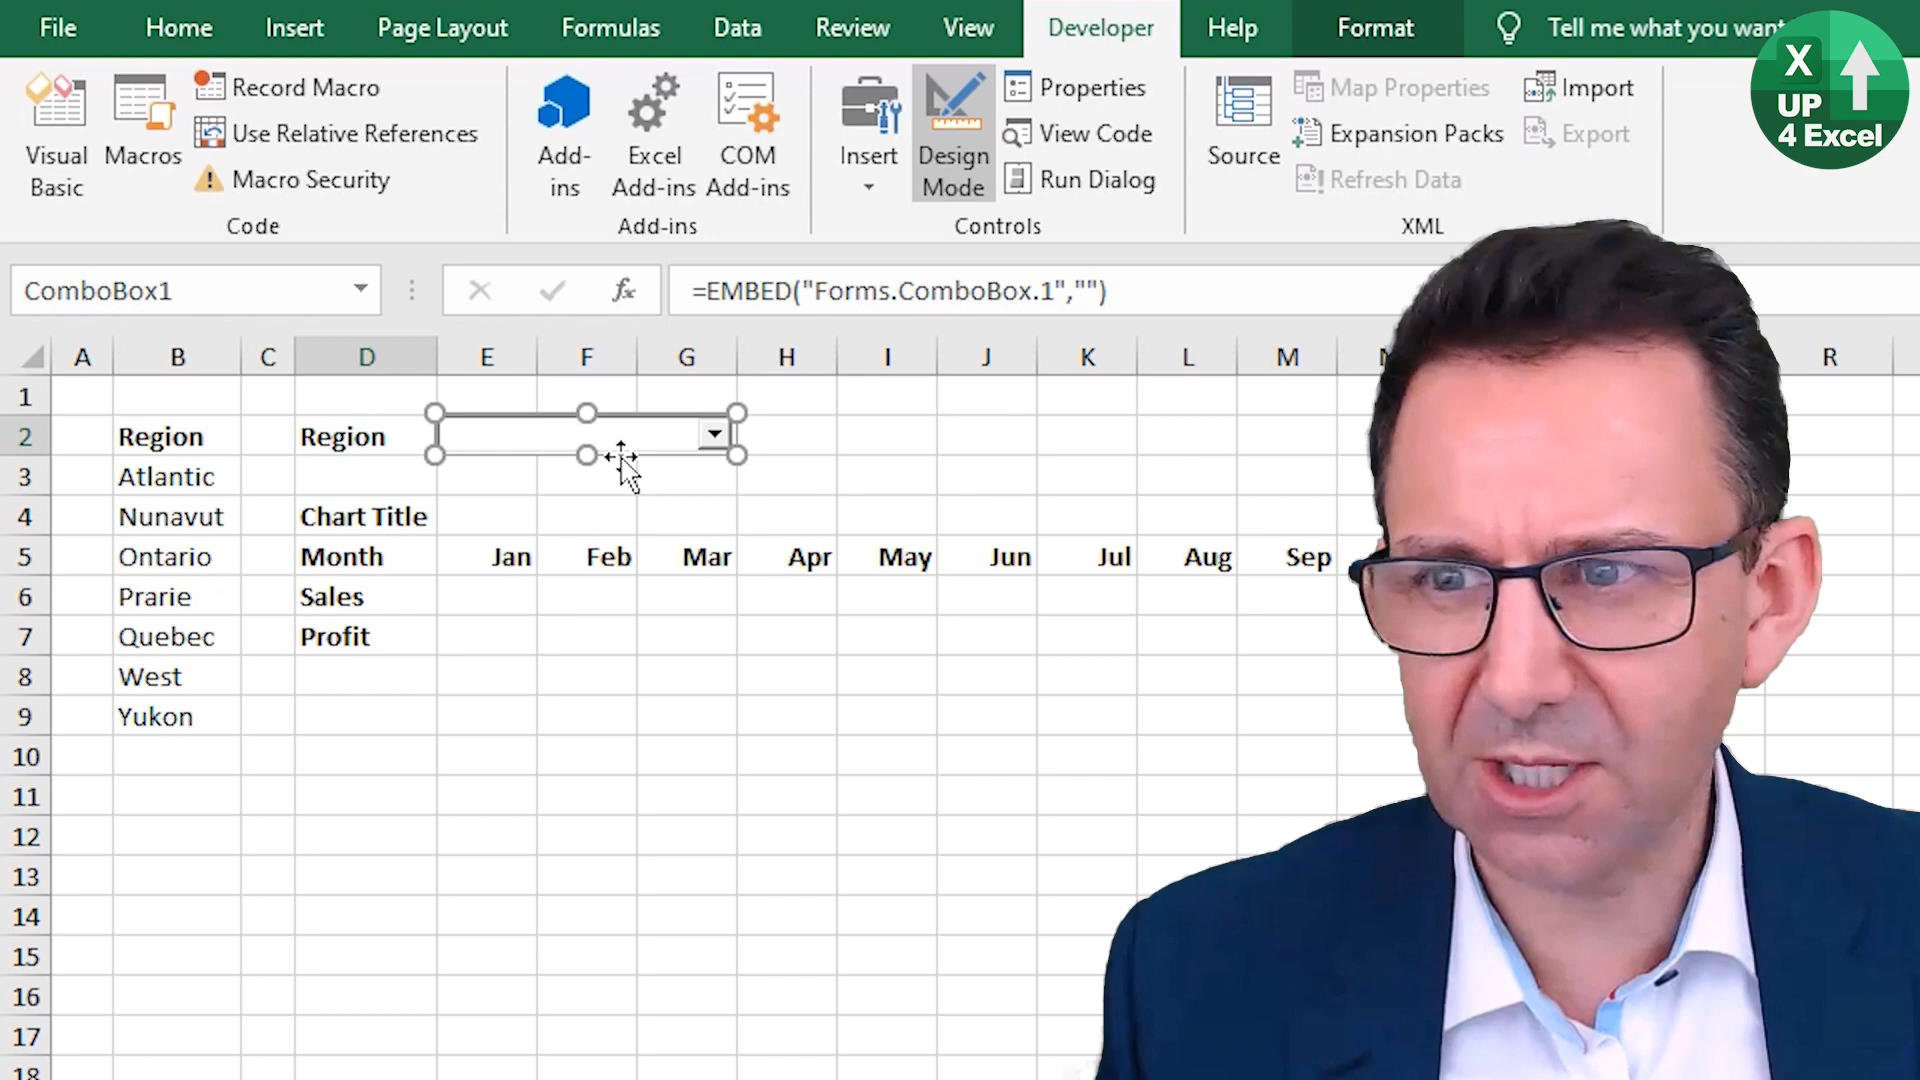 File Home Insert Page Layout Formulas Data Review View Developer Help Format Tell me what you want
X
UP
4 Excel
Visual Basic
Macros
Record Macro
Use Relative References
Macro Security
Code
Add-ins
Excel Add-ins
COM Add-ins
Add-ins
Insert
Design Mode
Properties
View Code
Run Dialog
Controls
Source
Map Properties
Expansion Packs
Refresh Data
Import
Export
XML
ComboBox1 fx =EMBED("Forms.ComboBox.1","")
A B C D E F G H I J K L M R
1
2 Region Region
3 Atlantic
4 Nunavut Chart Title
5 Ontario Month Jan Feb Mar Apr May Jun Jul Aug Sep
6 Prarie Sales
7 Quebec Profit
8 West
9 Yukon
10
11
12
13
14
15
16
17
18